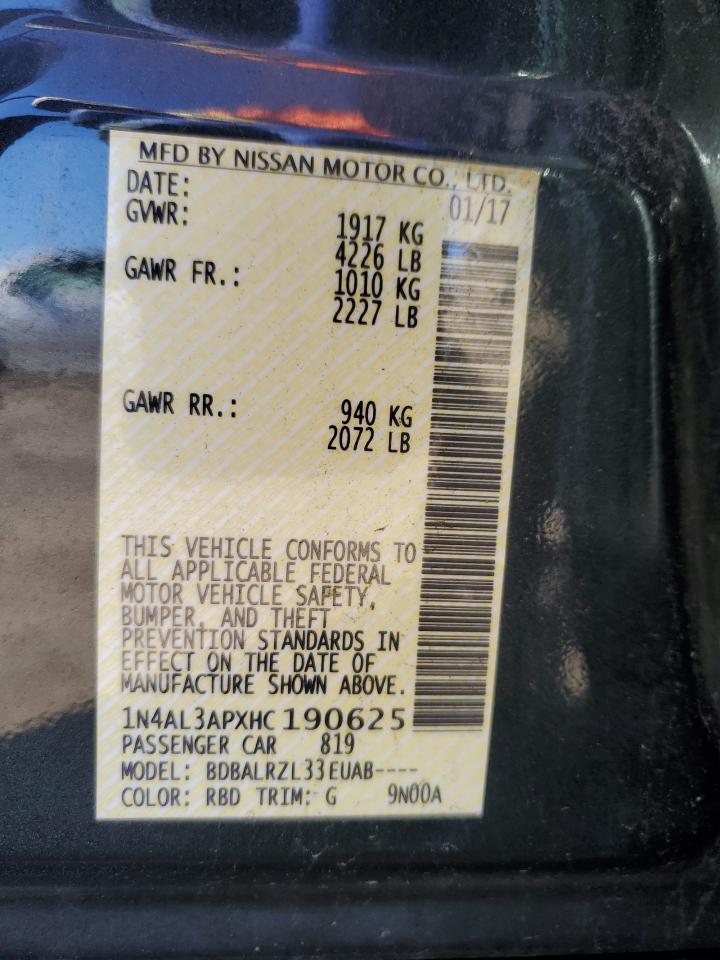 MFD BY NISSAN MOTOR CO., LTD.
DATE: 01/17
GVWR: 1917 KG
4226 LB
GAWR FR.: 1010 KG
2227 LB
GAWR RR.: 940 KG
2072 LB
THIS VEHICLE CONFORMS TO
ALL APPLICABLE FEDERAL
MOTOR VEHICLE SAFETY,
BUMPER, AND THEFT
PREVENTION STANDARDS IN
EFFECT ON THE DATE OF
MANUFACTURE SHOWN ABOVE.
1N4AL3APXHC190625
PASSENGER CAR 819
MODEL: BDBALRZL33EUAB----
COLOR: RBD TRIM: G 9N00A